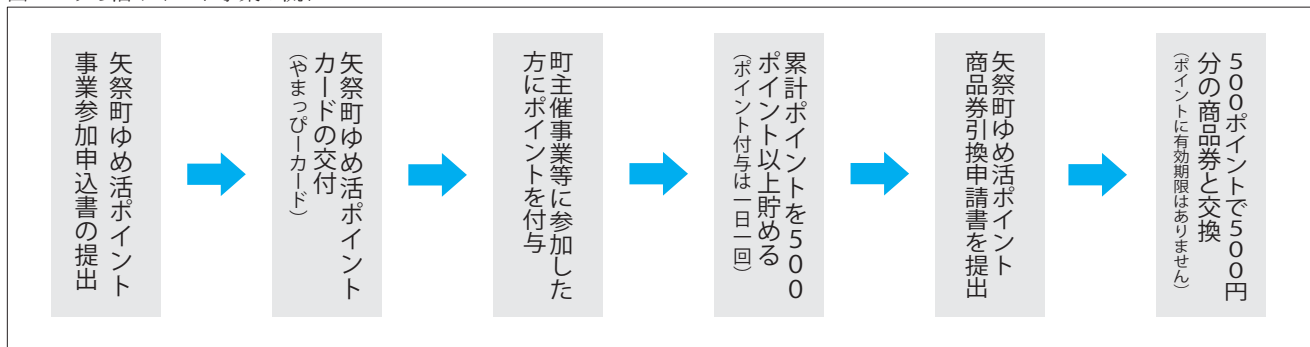 矢祭町ゆめ活ポイント
事業参加申込書の提出
矢祭町ゆめ活ポイント
カードの交付
（やまっぴーカード）
町主催事業等に参加した
方にポイントを付与
累計ポイントを500
ポイント以上貯める
（ポイント付与は一日一回）
矢祭町ゆめ活ポイント
商品券引換申請書を提出
500ポイントで500円
分の商品券と交換
（ポイントに有効期限はありません）